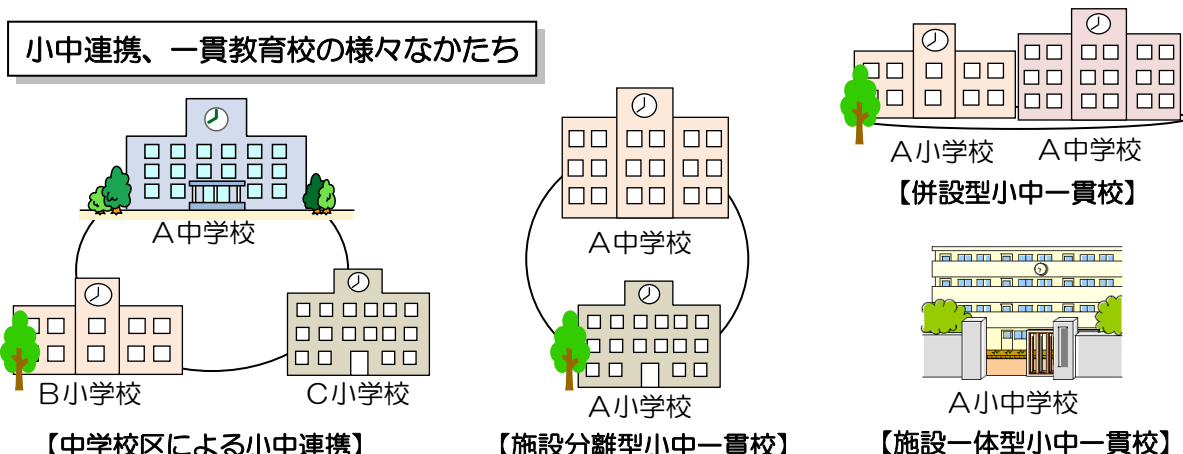 小中連携、一貫教育校の様々なかたち
A中学校
B小学校
C小学校
【中学校区による小中連携】
A中学校
A小学校
【施設分離型小中一貫校】
A小学校
A中学校
【併設型小中一貫校】
A小中学校
【施設一体型小中一貫校】